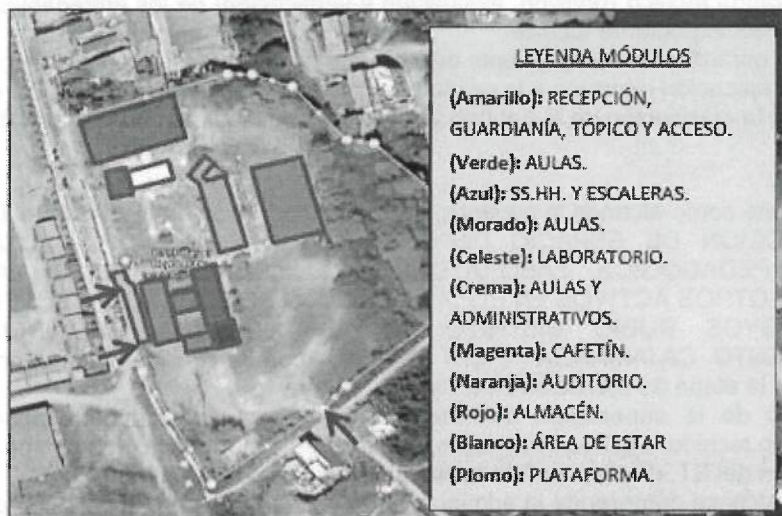 LEYENDA MÓDULOS
(Amarillo): RECEPCIÓN,
GUARDIANÍA, TÓPICO Y ACCESO.
(Verde): AULAS.
(Azul): SS.HH. Y ESCALERAS.
(Morado): AULAS.
(Celeste): LABORATORIO.
(Crema): AULAS Y
ADMINISTRATIVOS.
(Magenta): CAFETÍN.
(Naranja): AUDITORIO.
(Rojo): ALMACÉN.
(Blanco): ÁREA DE ESTAR
(Plomo): PLATAFORMA.